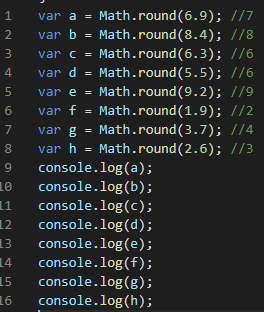 1 var a = Math.round(6.9); //7
2 var b = Math.round(8.4); //8
3 var c = Math.round(6.3); //6
4 var d = Math.round(5.5); //6
5 var e = Math.round(9.2); //9
6 var f = Math.round(1.9); //2
7 var g = Math.round(3.7); //4
8 var h = Math.round(2.6); //3
9 console.log(a);
10 console.log(b);
11 console.log(c);
12 console.log(d);
13 console.log(e);
14 console.log(f);
15 console.log(g);
16 console.log(h);